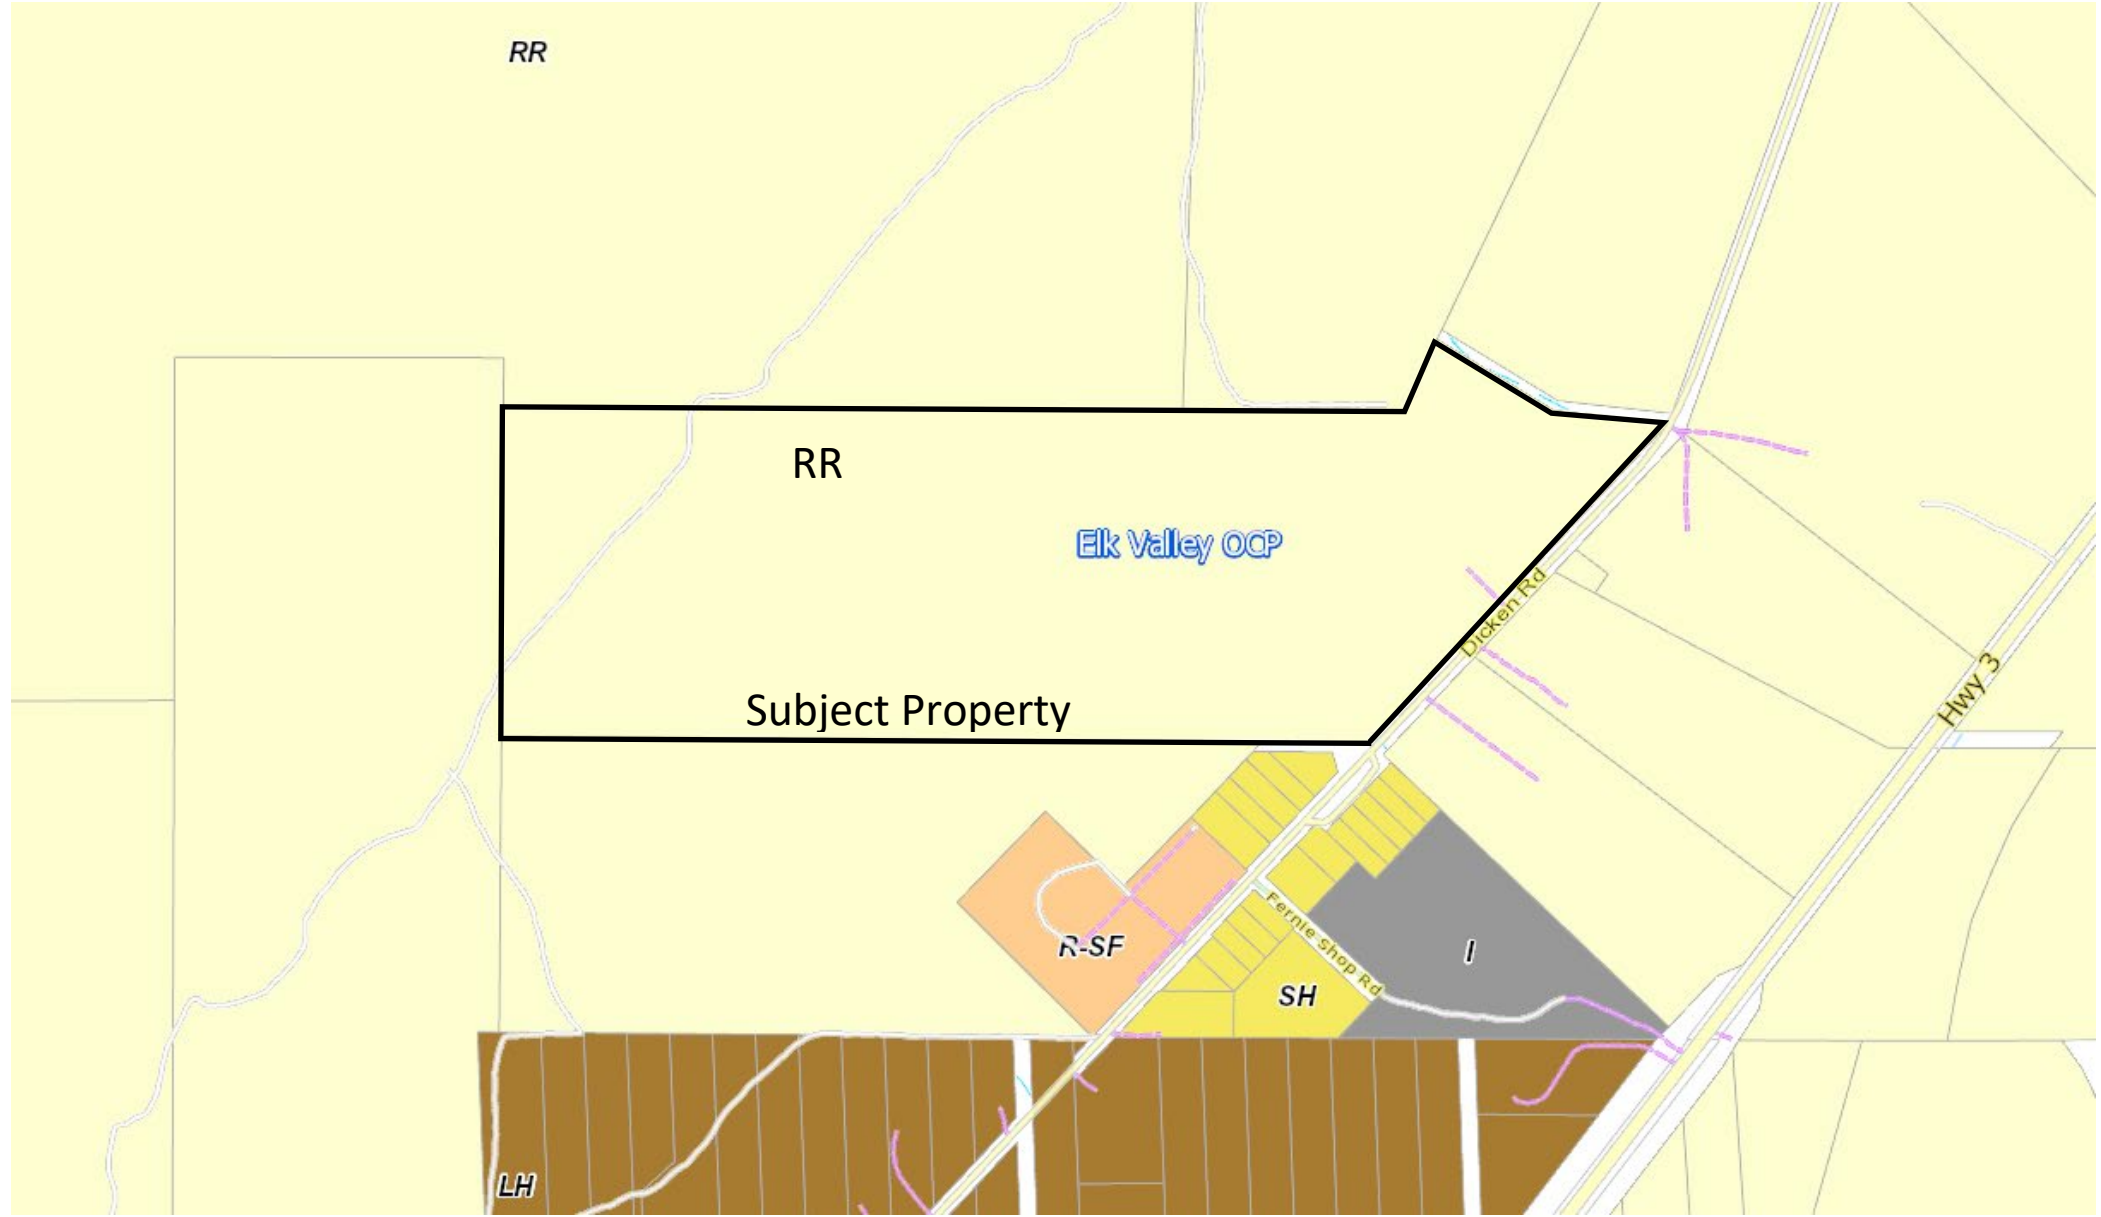 RR
RR
Elk Valley OCP
Dicken Rd
Hwy 3
Subject Property
Fernie Shop Rd
R-SF
I
SH
LH